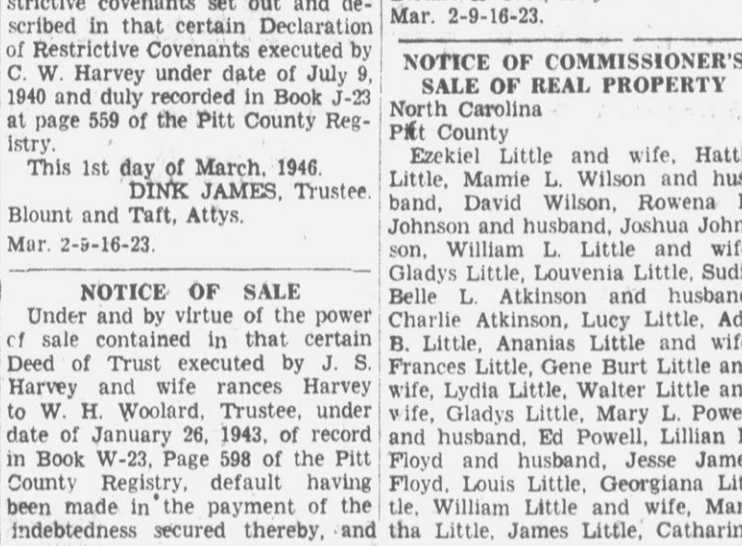 strictive covenants set out and de-
scribed in that certain Declaration
of Restrictive Covenants executed by
C. W. Harvey under date of July 9,
1940 and duly recorded in Book J-23
at page 559 of the Pitt County Reg-
istry.
This 1st day of March, 1946.
DINK JAMES, Trustee.
Blount and Taft, Attys.
Mar. 2-9-16-23.
NOTICE OF SALE
Under and by virtue of the power
of sale contained in that certain
Deed of Trust executed by J. S.
Harvey and wife rances Harvey
to W. H. Woolard, Trustee, under
date of January 26, 1943, of record
in Book W-23, Page 598 of the Pitt
County Registry, default having
been made in the payment of the
indebtedness secured thereby, and
Mar. 2-9-16-23.
NOTICE OF COMMISSIONER'S
SALE OF REAL PROPERTY
North Carolina
Pitt County
Ezekiel Little and wife, Hatt
Little, Mamie L. Wilson and hus
band, David Wilson, Rowena
Johnson and husband, Joshua John
son, William L. Little and wif
Gladys Little, Louvenia Little, Sudi
Belle L. Atkinson and husban
Charlie Atkinson, Lucy Little, Ad
B. Little, Ananias Little and wif
Frances Little, Gene Burt Little an
wife, Lydia Little, Walter Little an
wife, Gladys Little, Mary L. Powe
and husband, Ed Powell, Lillian
Floyd and husband, Jesse Jame
Floyd, Louis Little, Georgiana Lit
tle, William Little and wife, Mar
tha Little, James Little, Catharin